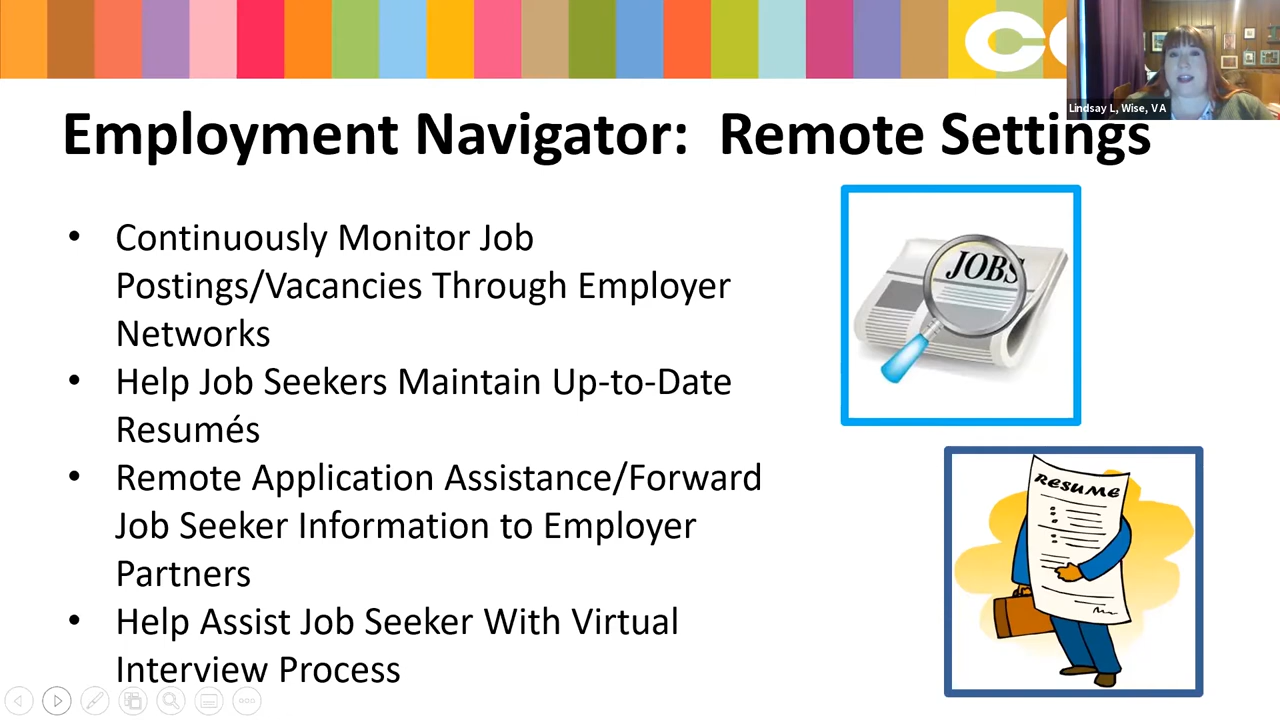 Lindsay L, Wise, VA
Employment Navigator: Remote Settings
• Continuously Monitor Job
Postings/Vacancies Through Employer
Networks
• Help Job Seekers Maintain Up-to-Date
Resumés
• Remote Application Assistance/Forward
Job Seeker Information to Employer
Partners
• Help Assist Job Seeker With Virtual
Interview Process
JOBS
RESUME